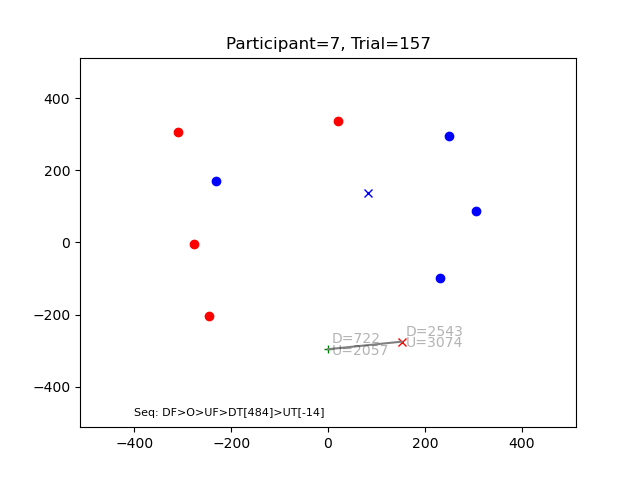 Participant=7, Trial=157
400
200
0
−200
−400
D=722
U=2057
D=2543
U=3074
Seq: DF>O>UF>DT[484]>UT[-14]
−400
−200
0
200
400